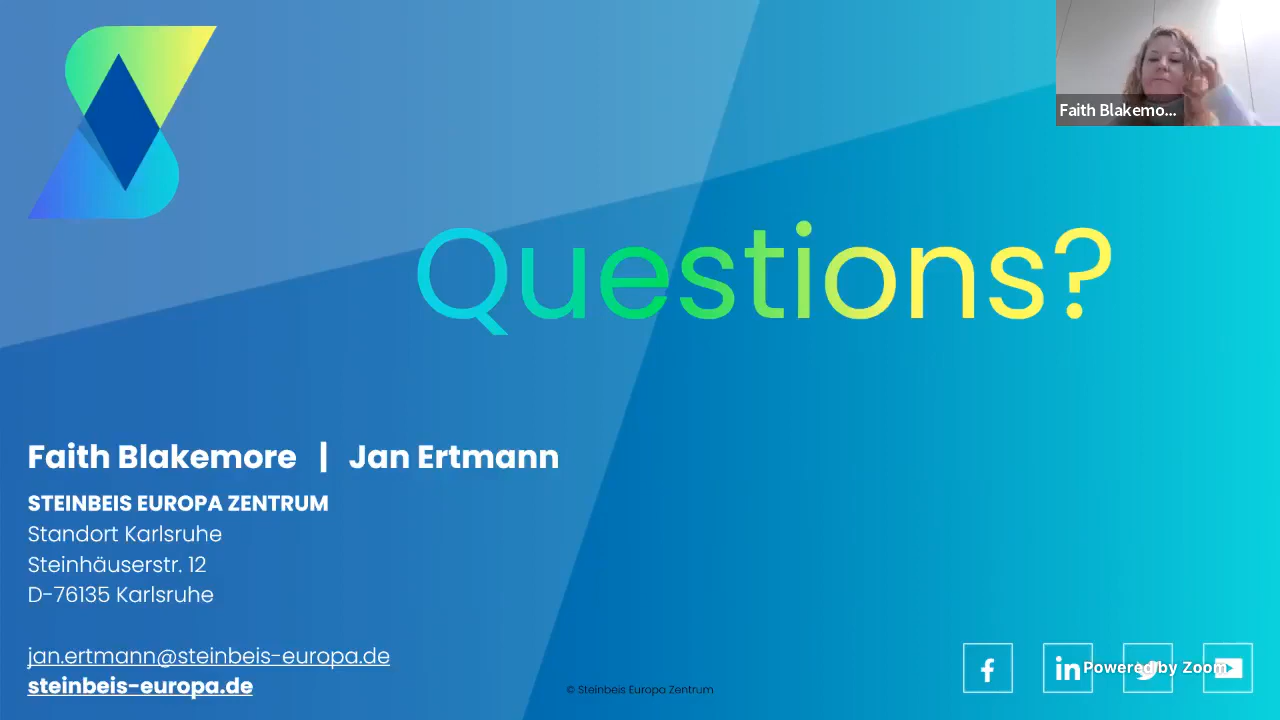 Faith Blakemo...
Questions?
Faith Blakemore | Jan Ertmann
STEINBEIS EUROPA ZENTRUM
Standort Karlsruhe
Steinhäuserstr. 12
D-76135 Karlsruhe
jan.ertmann@steinbeis-europa.de
steinbeis-europa.de
© Steinbeis Europa Zentrum
f
in
Powered by Zoom